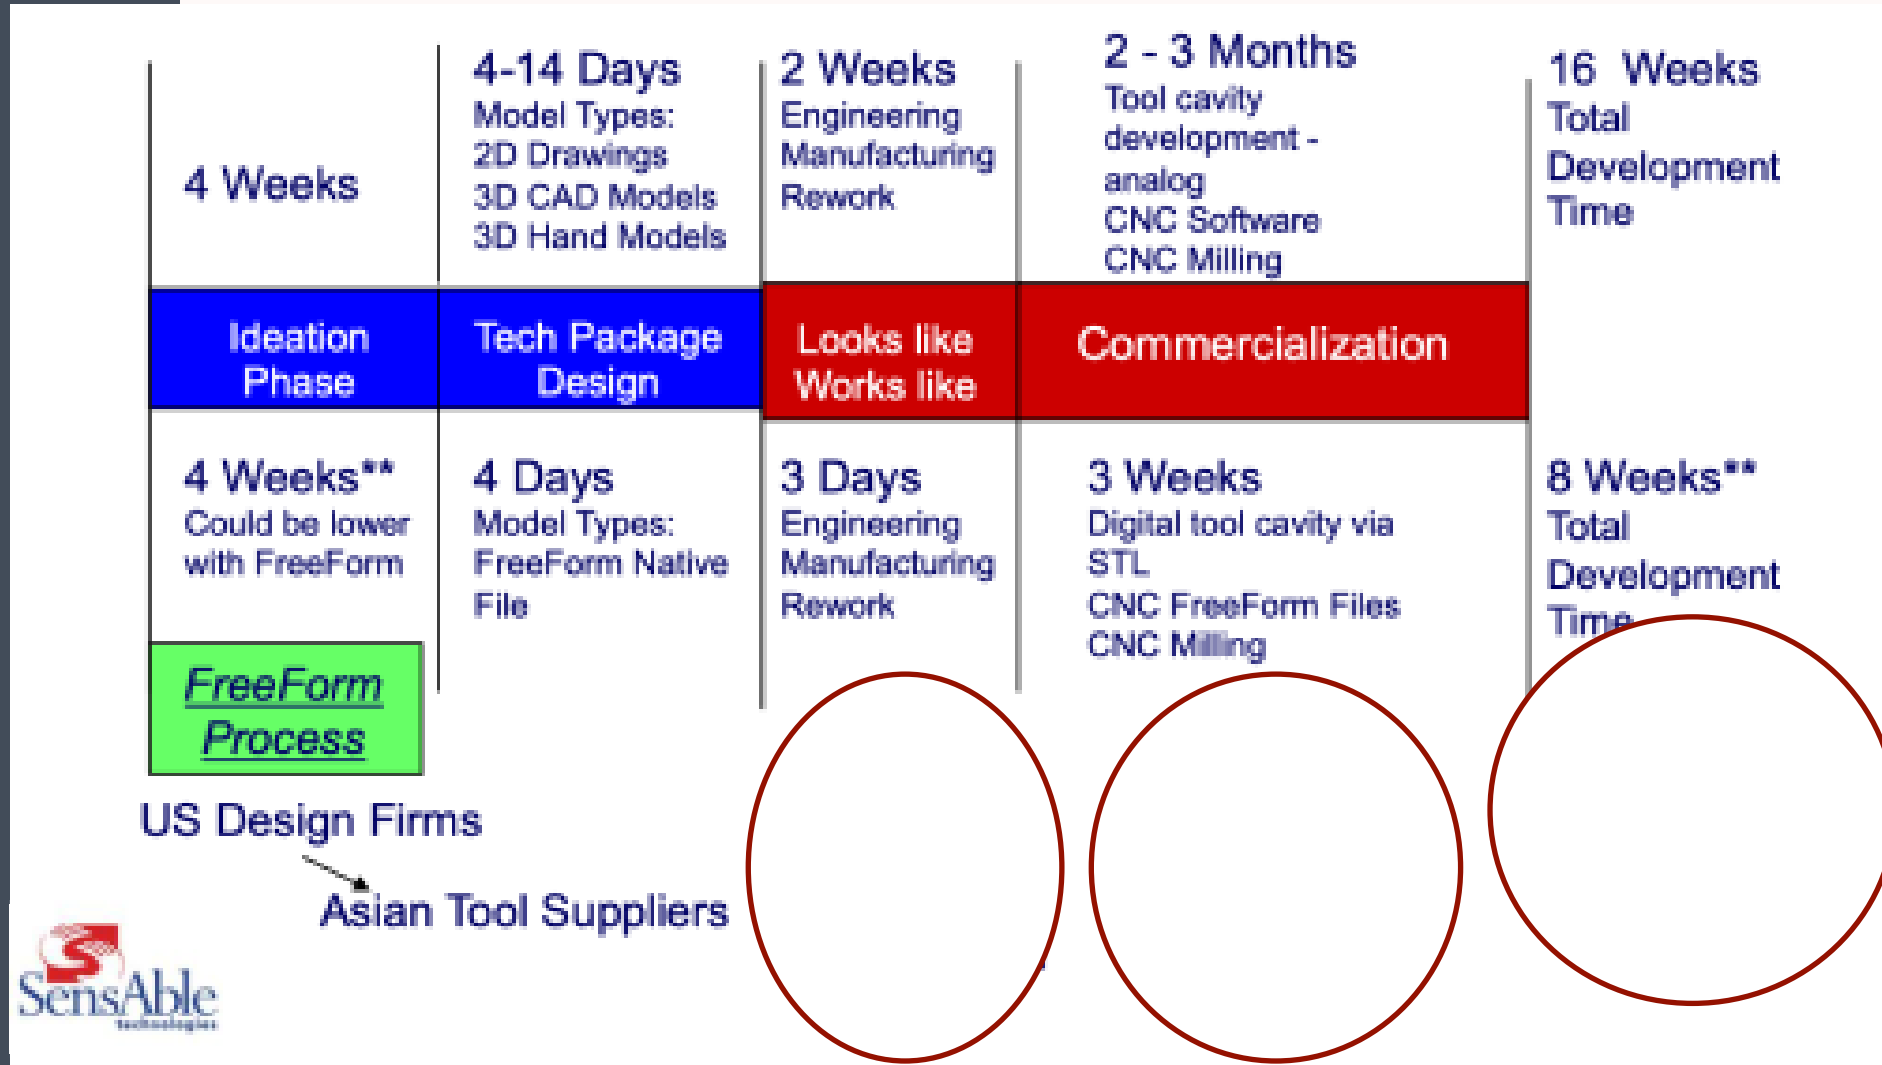 4 Weeks
4-14 Days
Model Types:
2D Drawings
3D CAD Models
3D Hand Models
2 Weeks
Engineering
Manufacturing
Rework
2 - 3 Months
Tool cavity
development -
analog
CNC Software
CNC Milling
16 Weeks
Total
Development
Time
Ideation
Phase
Tech Package
Design
Looks like
Works like
Commercialization
4 Weeks**
Could be lower
with FreeForm
4 Days
Model Types:
FreeForm Native
File
3 Days
Engineering
Manufacturing
Rework
3 Weeks
Digital tool cavity via
STL
CNC FreeForm Files
CNC Milling
8 Weeks**
Total
Development
Time
FreeForm
Process
US Design Firms
Asian Tool Suppliers
SensAble
technologies